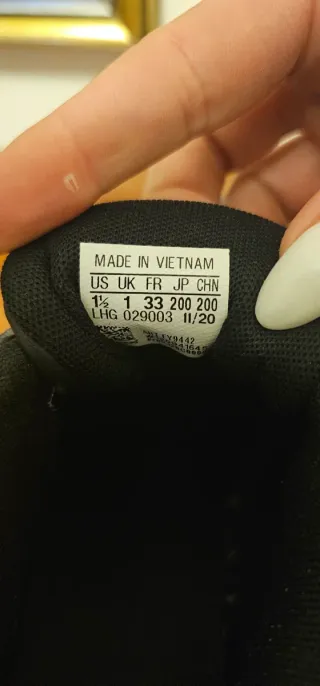 MADE IN VIETNAM
US UK FR JP CHN
1½ 1 33 200 200
LHG 029003 11/20